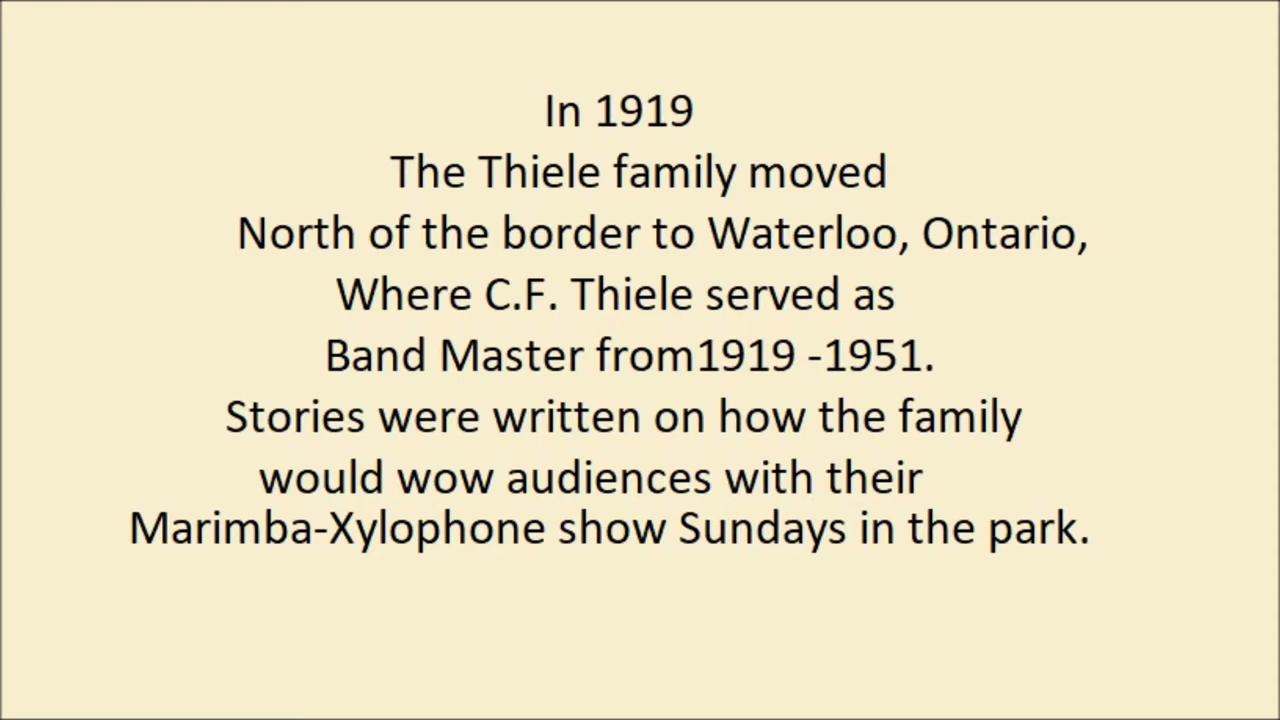 In 1919
The Thiele family moved
North of the border to Waterloo, Ontario,
Where C.F. Thiele served as
Band Master from1919 -1951.
Stories were written on how the family
would wow audiences with their
Marimba-Xylophone show Sundays in the park.